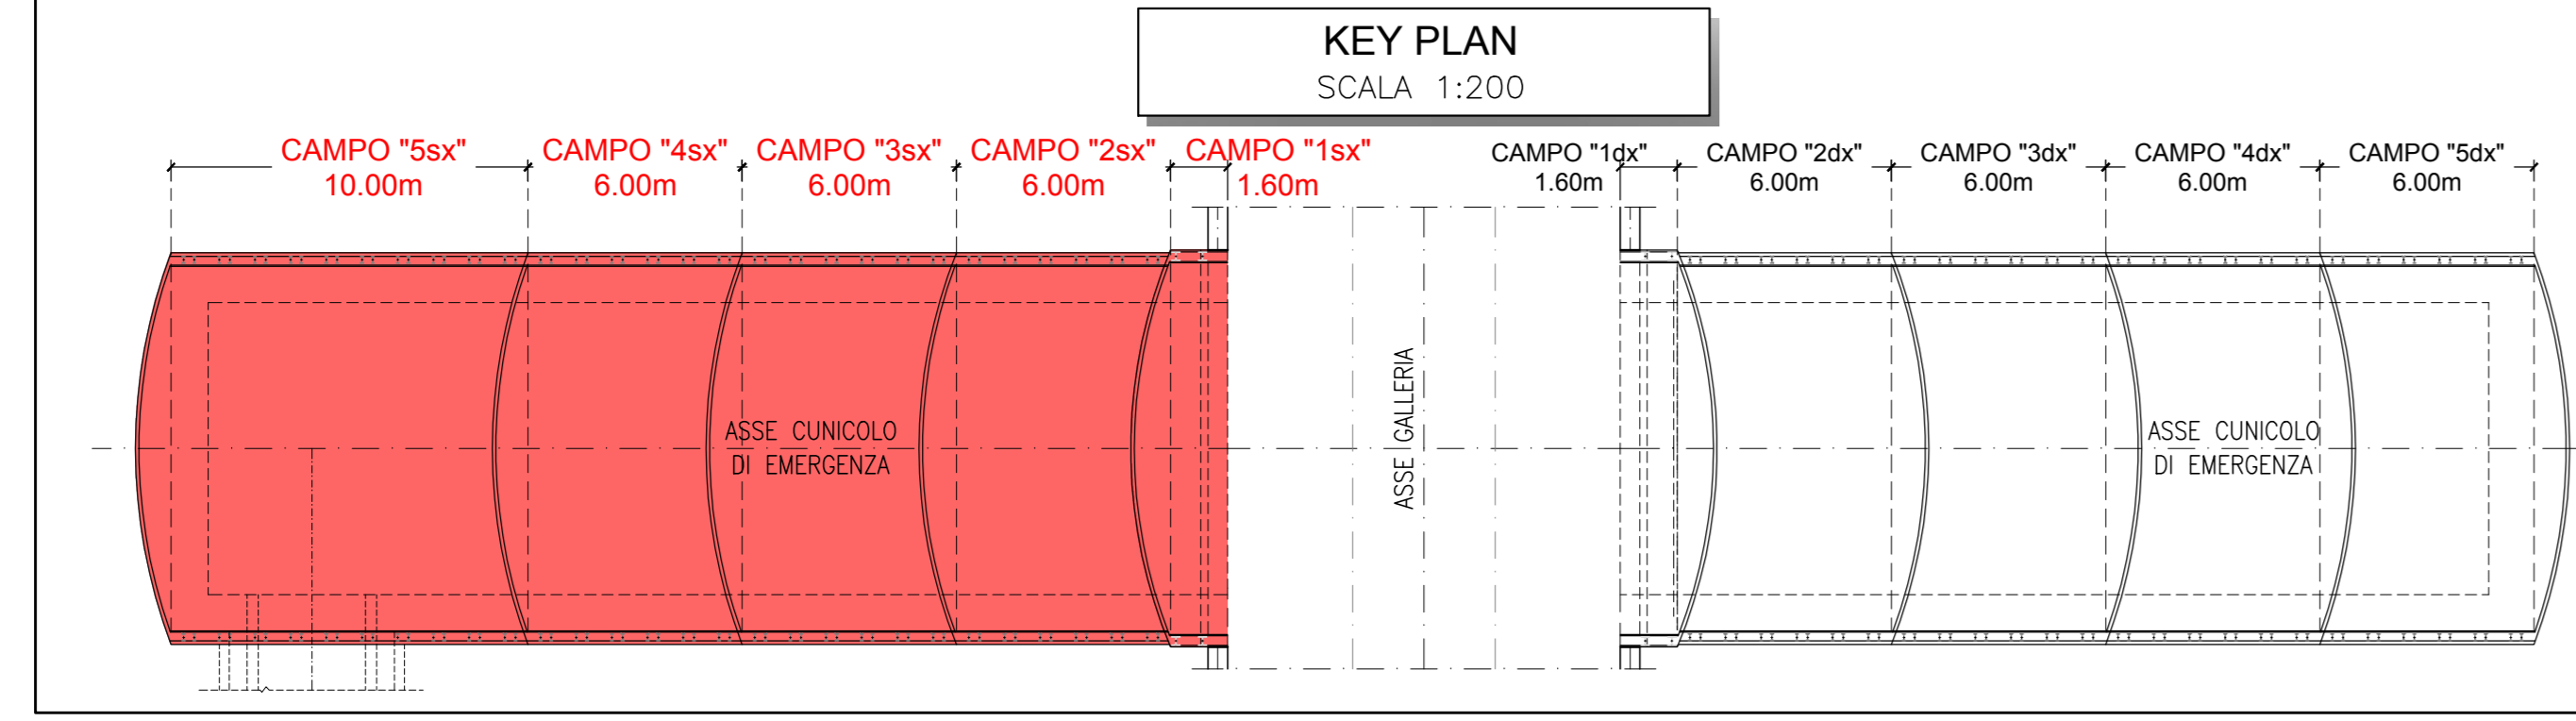 KEY PLAN
SCALA 1:200
CAMPO "5sx" CAMPO "4sx" CAMPO "3sx" CAMPO "2sx" CAMPO "1sx" CAMPO "1dx" CAMPO "2dx" CAMPO "3dx" CAMPO "4dx" CAMPO "5dx"
10.00m 6.00m 6.00m 6.00m 1.60m 1.60m 6.00m 6.00m 6.00m 6.00m
ASSE CUNICOLO
DI EMERGENZA
ASSE GALLERIA
ASSE CUNICOLO
DI EMERGENZA